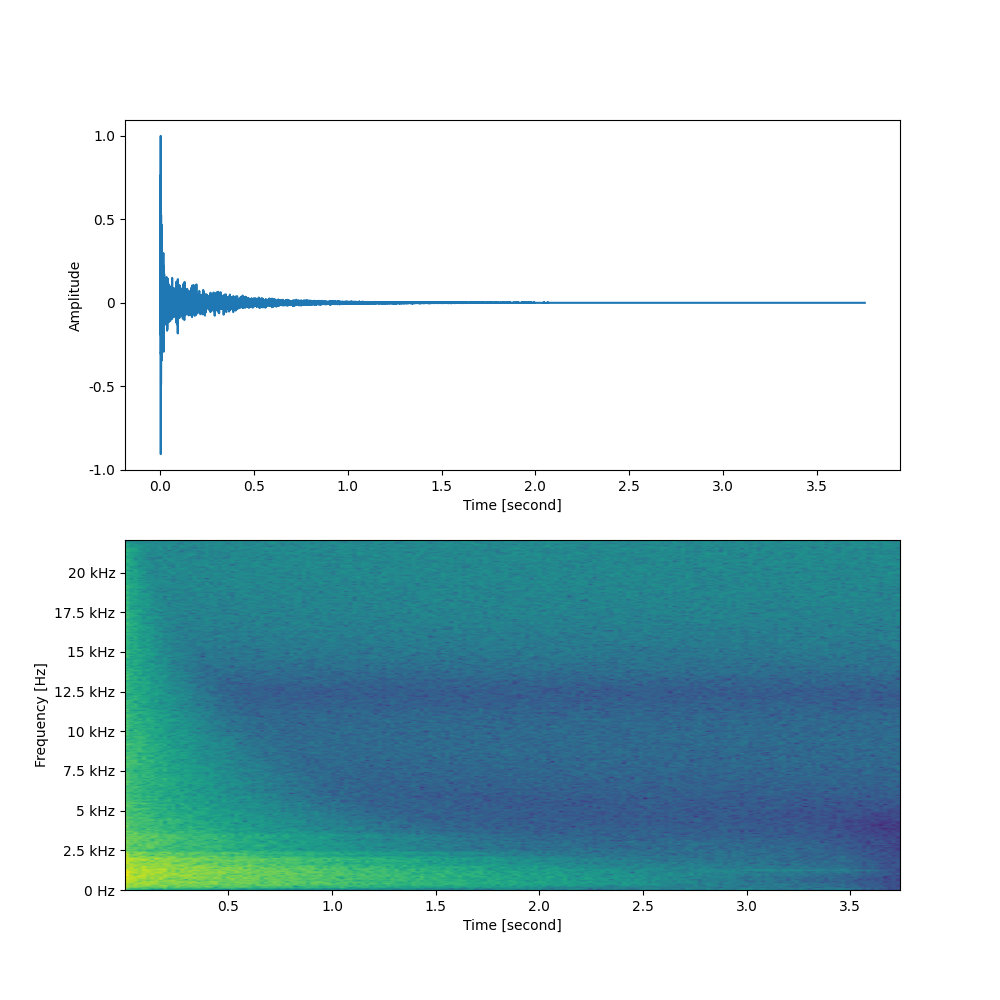 1.0
0.5
0
-0.5
-1.0
Amplitude
0.0 0.5 1.0 1.5 2.0 2.5 3.0 3.5
Time [second]
20 kHz
17.5 kHz
15 kHz
12.5 kHz
10 kHz
7.5 kHz
5 kHz
2.5 kHz
0 Hz
Frequency [Hz]
0.5 1.0 1.5 2.0 2.5 3.0 3.5
Time [second]